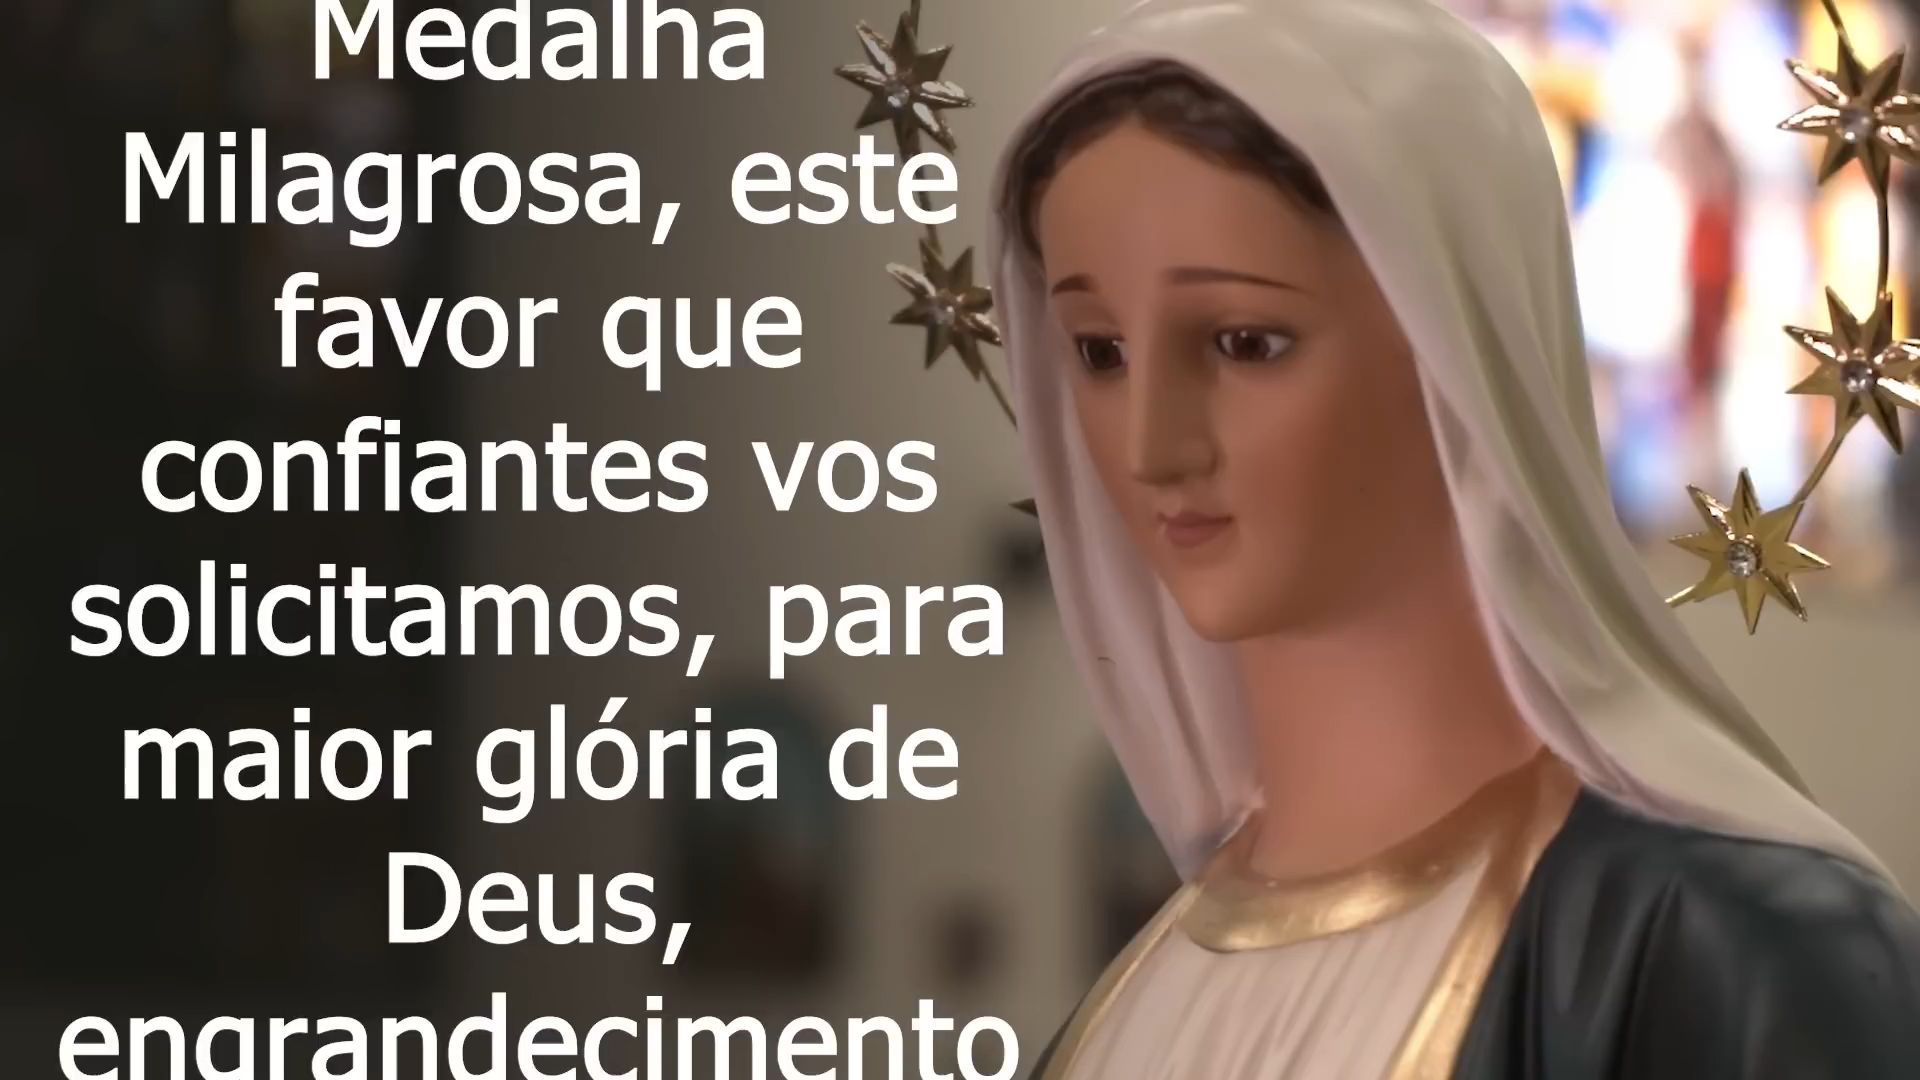 Medalha
Milagrosa, este
favor que
confiantes vos
solicitamos, para
maior glória de
Deus,
engrandecimento